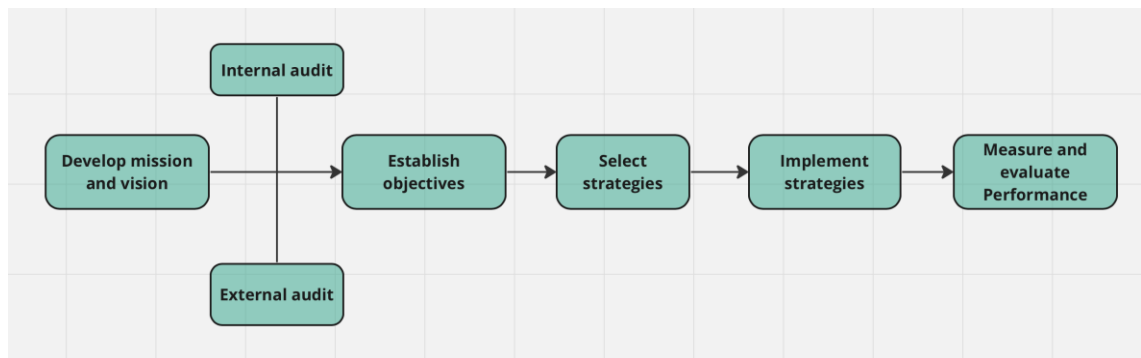 Internal audit
Develop mission
and vision
Establish
objectives
Select
strategies
Implement
strategies
Measure and
evaluate
Performance
External audit